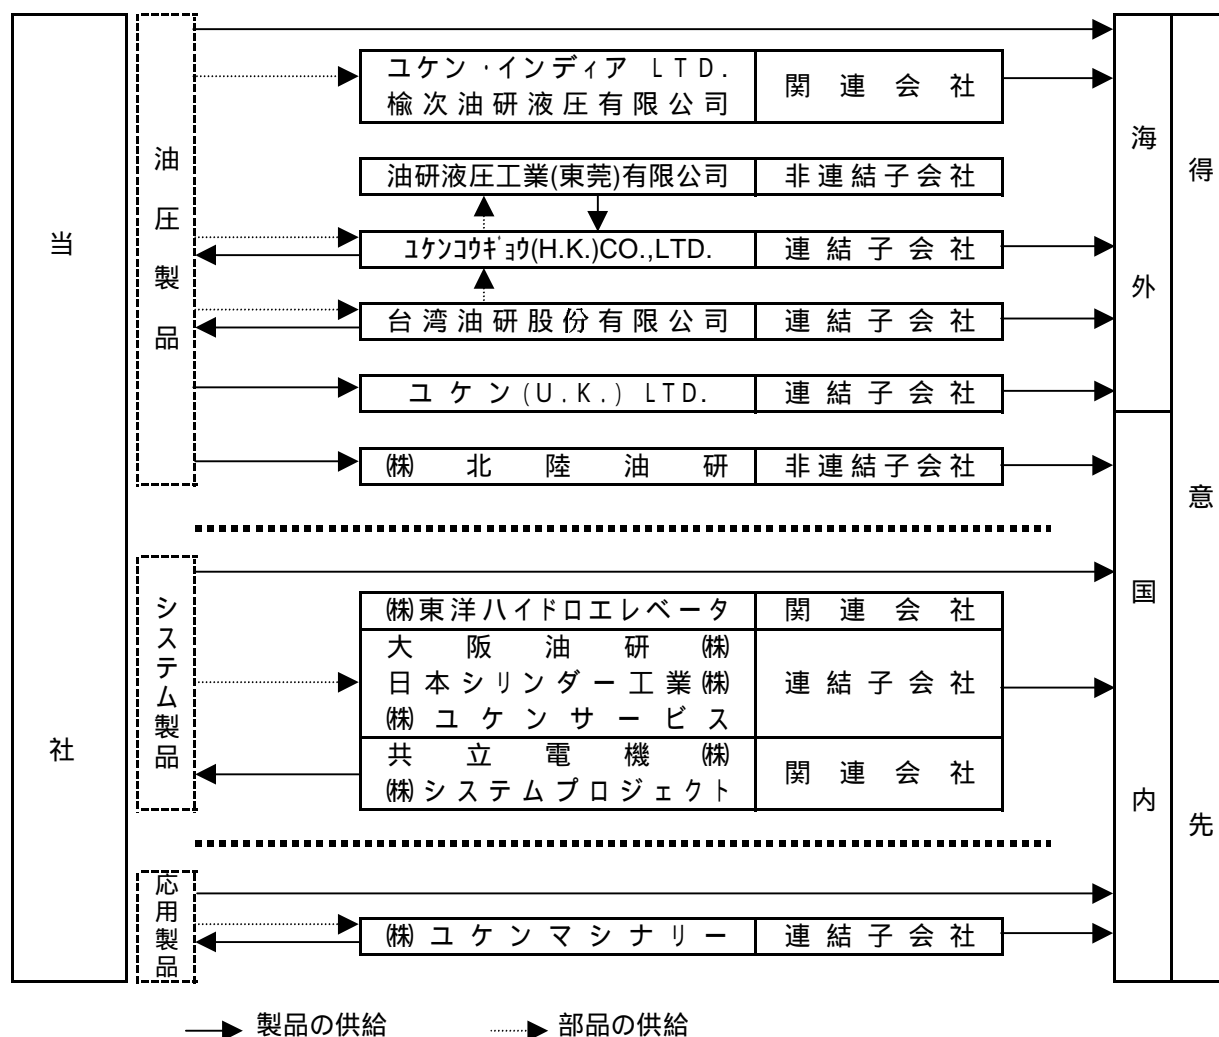 当社
油圧製品
ユケン・インディア LTD.
楡次油研液圧有限公司
関連会社
油研液圧工業(東莞)有限公司
非連結子会社
ユケンコウギョウ(H.K.)CO.,LTD.
連結子会社
台湾油研股份有限公司
連結子会社
ユケン(U.K.) LTD.
連結子会社
㈱北陸油研
非連結子会社
システム製品
㈱東洋ハイドロエレベータ
関連会社
大阪油研㈱
日本シリンダー工業㈱
㈱ユケンサービス
連結子会社
共立電機㈱
㈱システムプロジェクト
関連会社
応用製品
㈱ユケンマシナリー
連結子会社
海外
国内
得意先
製品の供給
部品の供給